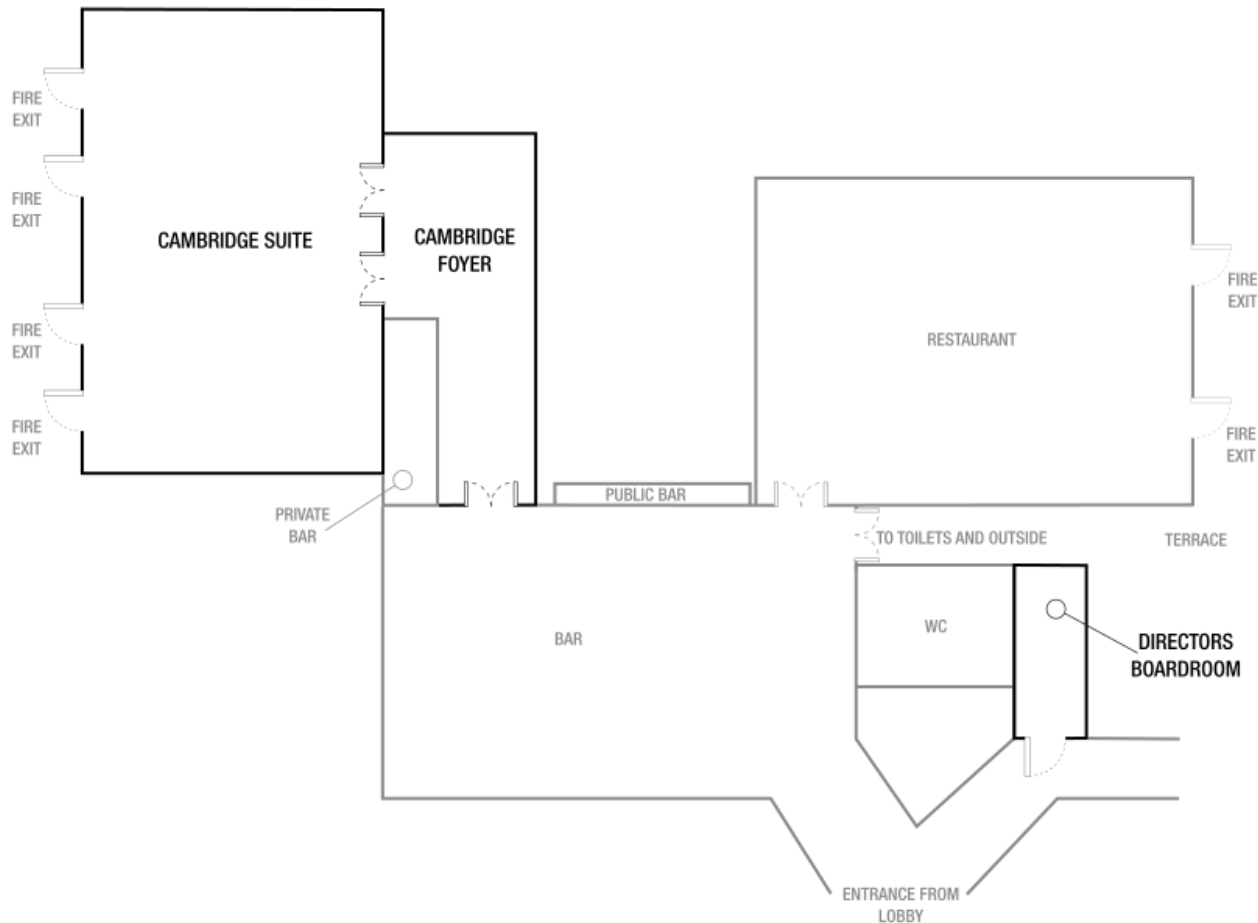 FIRE
EXIT
FIRE
EXIT
CAMBRIDGE SUITE
CAMBRIDGE
FOYER
FIRE
EXIT
FIRE
EXIT
RESTAURANT
FIRE
EXIT
FIRE
EXIT
PRIVATE
BAR
PUBLIC BAR
TO TOILETS AND OUTSIDE
TERRACE
BAR
WC
DIRECTORS
BOARDROOM
ENTRANCE FROM
LOBBY